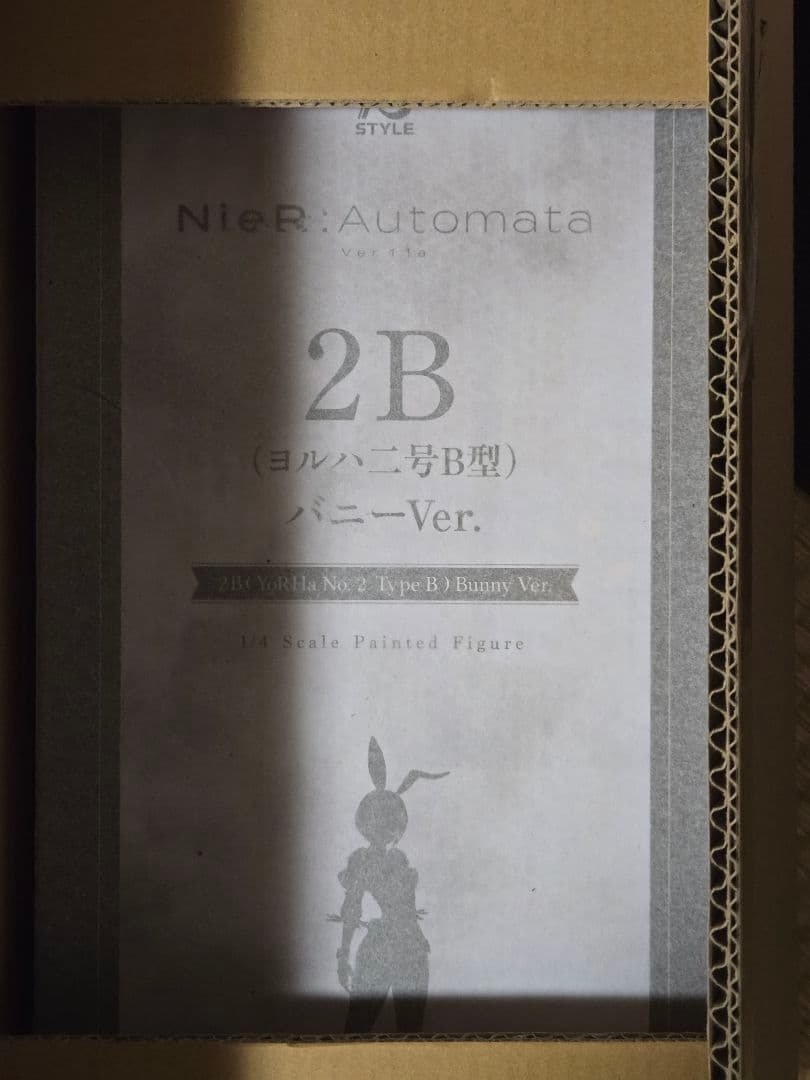 STYLE
NieR:Automata
Ver1.1a
2B
(ヨルハ二号B型)
バニーVer.
2B (YoRHa No. 2 Type B) Bunny Ver.
1/4 Scale Painted Figure